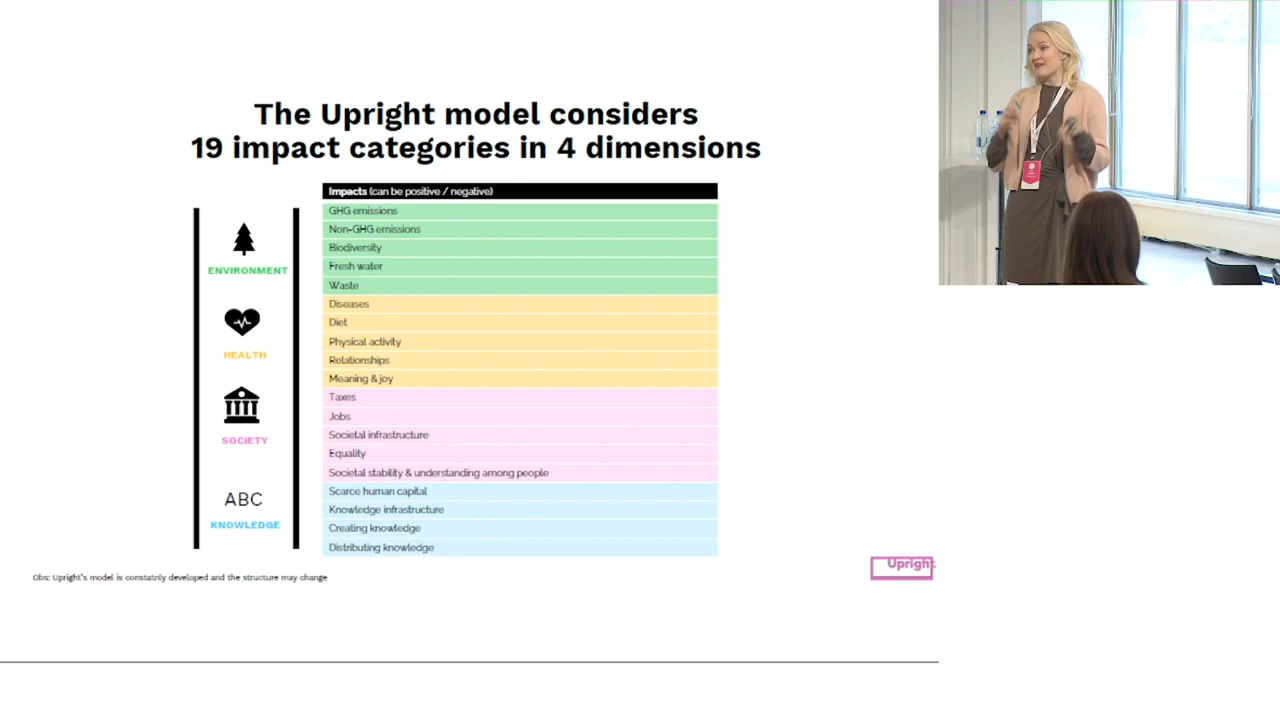 The Upright model considers
19 impact categories in 4 dimensions
Impacts (can be positive / negative)
GHG emissions
Non-GHG emissions
Biodiversity
Fresh water
Waste
Diseases
Diet
Physical activity
Relationships
Meaning & joy
Taxes
Jobs
Societal infrastructure
Equality
Societal stability & understanding among people
Scarce human capital
Knowledge infrastructure
Creating knowledge
Distributing knowledge
ENVIRONMENT
HEALTH
SOCIETY
ABC
KNOWLEDGE
Obs: Upright's model is constatnly developed and the structure may change
Upright